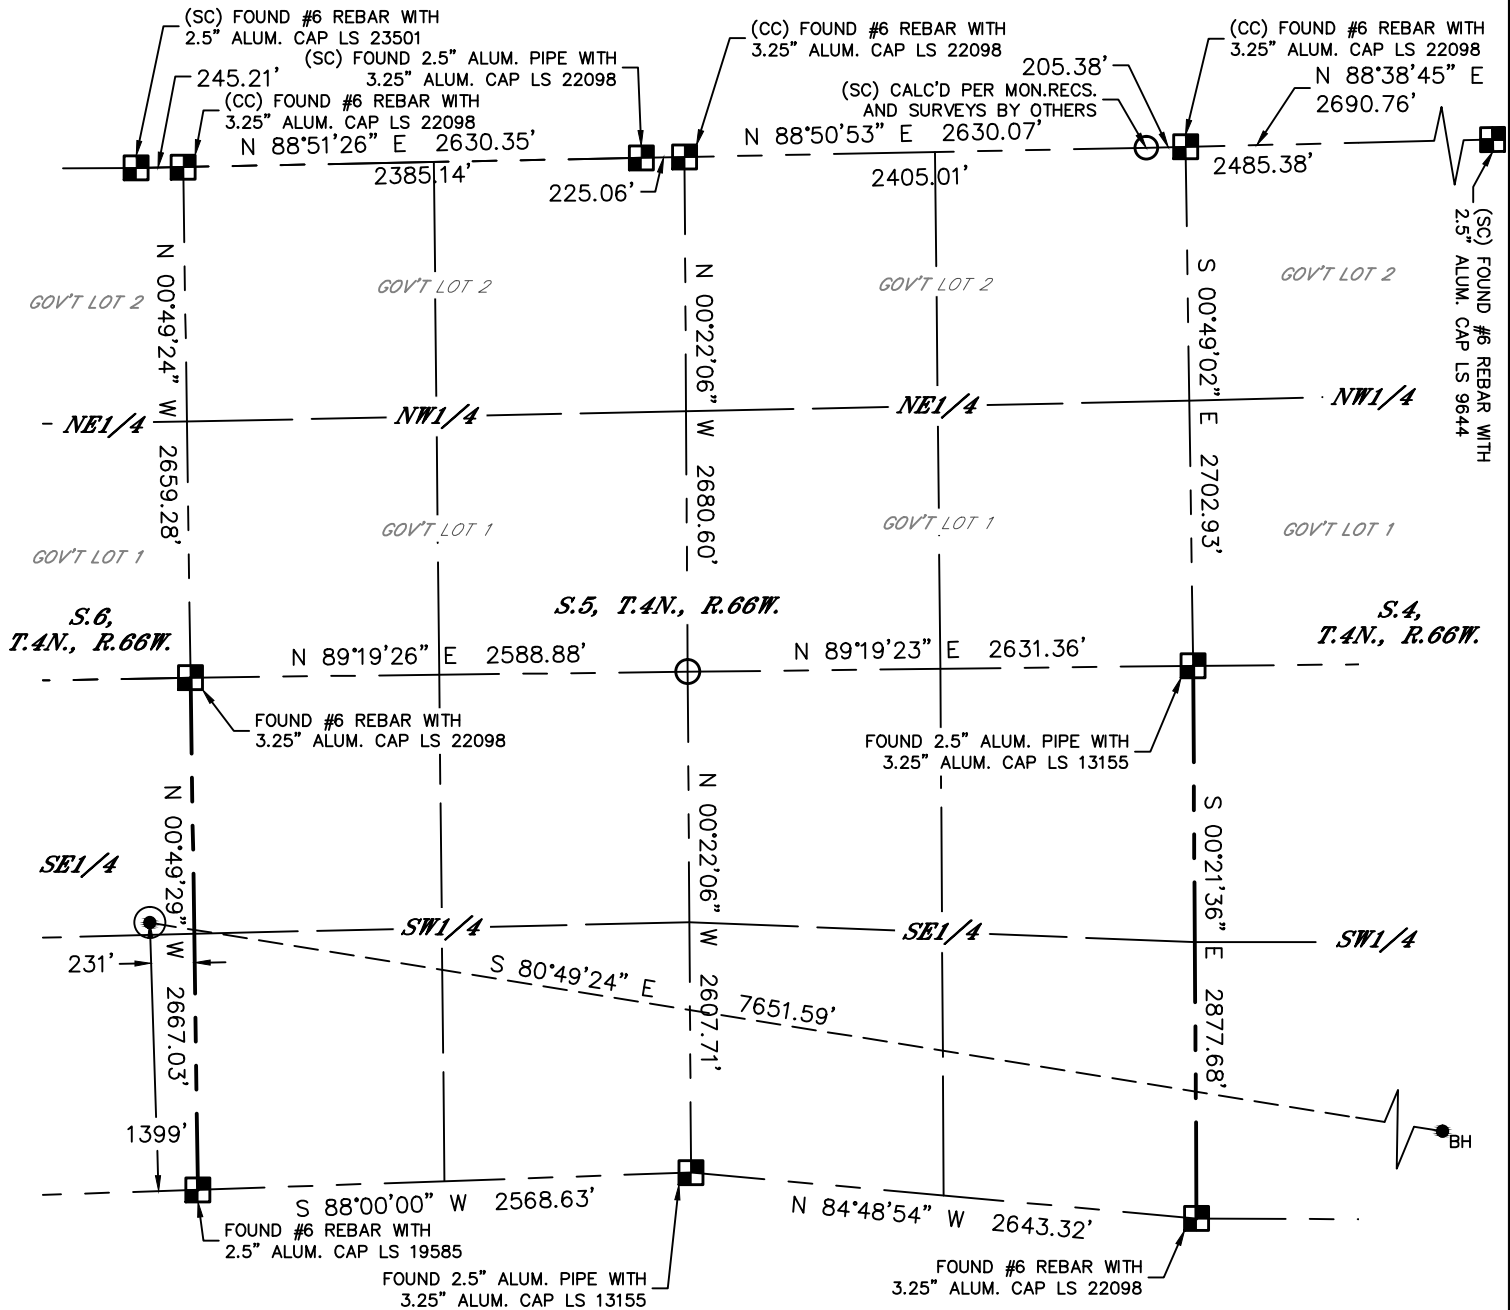 (SC) FOUND #6 REBAR WITH
2.5" ALUM. CAP LS 23501
(SC) FOUND 2.5" ALUM. PIPE WITH
3.25" ALUM. CAP LS 22098
245.21'
(CC) FOUND #6 REBAR WITH
3.25" ALUM. CAP LS 22098
(CC) FOUND #6 REBAR WITH
3.25" ALUM. CAP LS 22098
(CC) FOUND #6 REBAR WITH
3.25" ALUM. CAP LS 22098
205.38'
(SC) CALC'D PER MON.RECS.
AND SURVEYS BY OTHERS
N 88°38'45" E
2690.76'
N 88°51'26" E 2630.35'
N 88°50'53" E 2630.07'
2385.14'
225.06'
2405.01'
2485.38'
(SC) FOUND #6 REBAR WITH
2.5" ALUM. CAP LS 9644
N 00°49'24" W 2659.28'
N 00°22'06" W 2680.60'
S 00°49'02" E 2702.93'
GOV'T LOT 2
GOV'T LOT 2
GOV'T LOT 2
GOV'T LOT 2
NE1/4
NW1/4
NE1/4
NW1/4
GOV'T LOT 1
GOV'T LOT 1
GOV'T LOT 1
GOV'T LOT 1
S.6,
T.4N., R.66W.
S.5, T.4N., R.66W.
S.4,
T.4N., R.66W.
N 89°19'26" E 2588.88'
N 89°19'23" E 2631.36'
FOUND #6 REBAR WITH
3.25" ALUM. CAP LS 22098
FOUND 2.5" ALUM. PIPE WITH
3.25" ALUM. CAP LS 13155
N 00°49'29" W 2667.03'
N 00°22'06" W 2607.71'
S 00°21'36" E 2877.68'
SE1/4
SW1/4
SE1/4
SW1/4
231'
S 80°49'24" E 7651.59'
1399'
BH
S 88°00'00" W 2568.63'
N 84°48'54" W 2643.32'
FOUND #6 REBAR WITH
2.5" ALUM. CAP LS 19585
FOUND 2.5" ALUM. PIPE WITH
3.25" ALUM. CAP LS 13155
FOUND #6 REBAR WITH
3.25" ALUM. CAP LS 22098